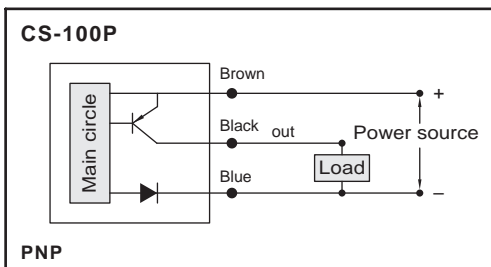 CS-100P
Main circle
Brown
+
Black
out
Power source
Load
Blue
–
PNP